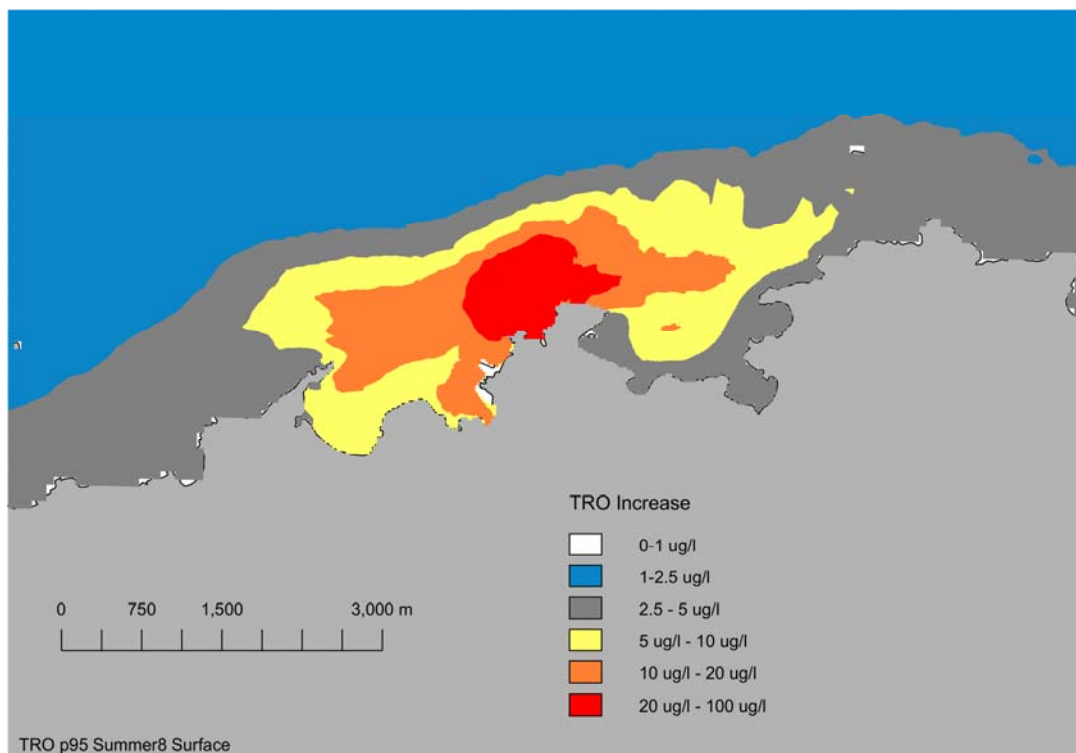 TRO Increase
0-1 ug/l
1-2.5 ug/l
2.5 - 5 ug/l
5 ug/l - 10 ug/l
10 ug/l - 20 ug/l
20 ug/l - 100 ug/l
0 750 1,500 3,000 m
TRO p95 Summer8 Surface